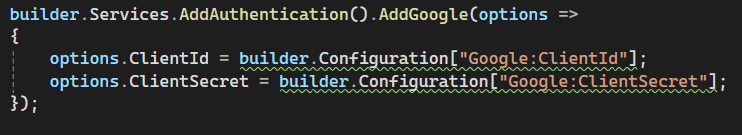 builder.Services.AddAuthentication().AddGoogle(options =>
{
    options.ClientId = builder.Configuration["Google:ClientId"];
    options.ClientSecret = builder.Configuration["Google:ClientSecret"];
});